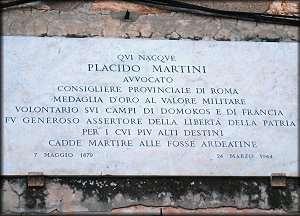 QVI NACQVE
PLACIDO MARTINI
AVVOCATO
CONSIGLIERE PROVINCIALE DI ROMA
MEDAGLIA D'ORO AL VALORE MILITARE
VOLONTARIO SVI CAMPI DI DOMOKOS E DI FRANCIA
FV GENEROSO ASSERTORE DELLA LIBERTÀ DELLA PATRIA
PER I CVI PIV ALTI DESTINI
CADDE MARTIRE ALLE FOSSE ARDEATINE
7 MAGGIO 1879 24 MARZO 1944